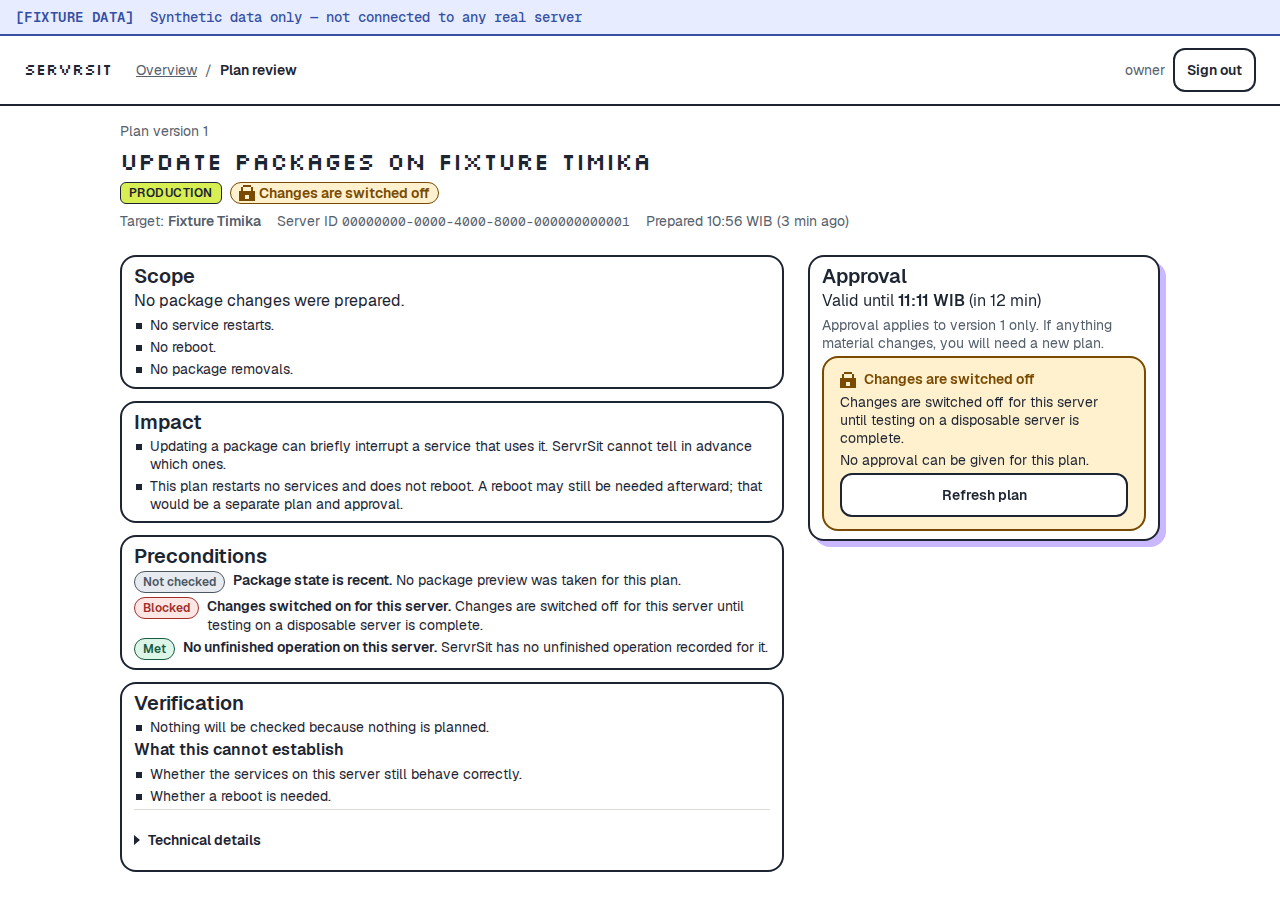 [FIXTURE DATA] Synthetic data only — not connected to any real server
SERVRSIT Overview / Plan review owner Sign out
Plan version 1
UPDATE PACKAGES ON FIXTURE TIMIKA
PRODUCTION Changes are switched off
Target: Fixture Timika Server ID 00000000-0000-4000-8000-000000000001 Prepared 10:56 WIB (3 min ago)
Scope
No package changes were prepared.
No service restarts.
No reboot.
No package removals.
Impact
Updating a package can briefly interrupt a service that uses it. ServrSit cannot tell in advance
which ones.
This plan restarts no services and does not reboot. A reboot may still be needed afterward; that
would be a separate plan and approval.
Preconditions
Not checked Package state is recent. No package preview was taken for this plan.
Blocked Changes switched on for this server. Changes are switched off for this server until
testing on a disposable server is complete.
Met No unfinished operation on this server. ServrSit has no unfinished operation recorded for it.
Verification
Nothing will be checked because nothing is planned.
What this cannot establish
Whether the services on this server still behave correctly.
Whether a reboot is needed.
Technical details
Approval
Valid until 11:11 WIB (in 12 min)
Approval applies to version 1 only. If anything
material changes, you will need a new plan.
Changes are switched off
Changes are switched off for this server
until testing on a disposable server is
complete.
No approval can be given for this plan.
Refresh plan